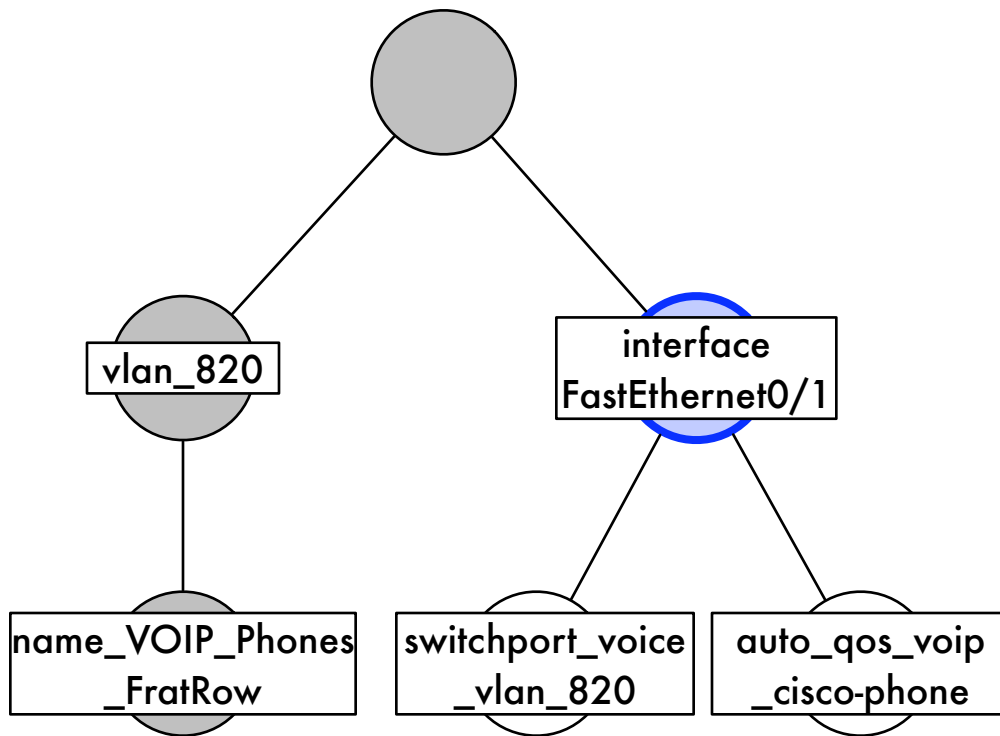 vlan_820
interface
FastEthernet0/1
name_VOIP_Phones
_FratRow
switchport_voice
_vlan_820
auto_qos_voip
_cisco-phone